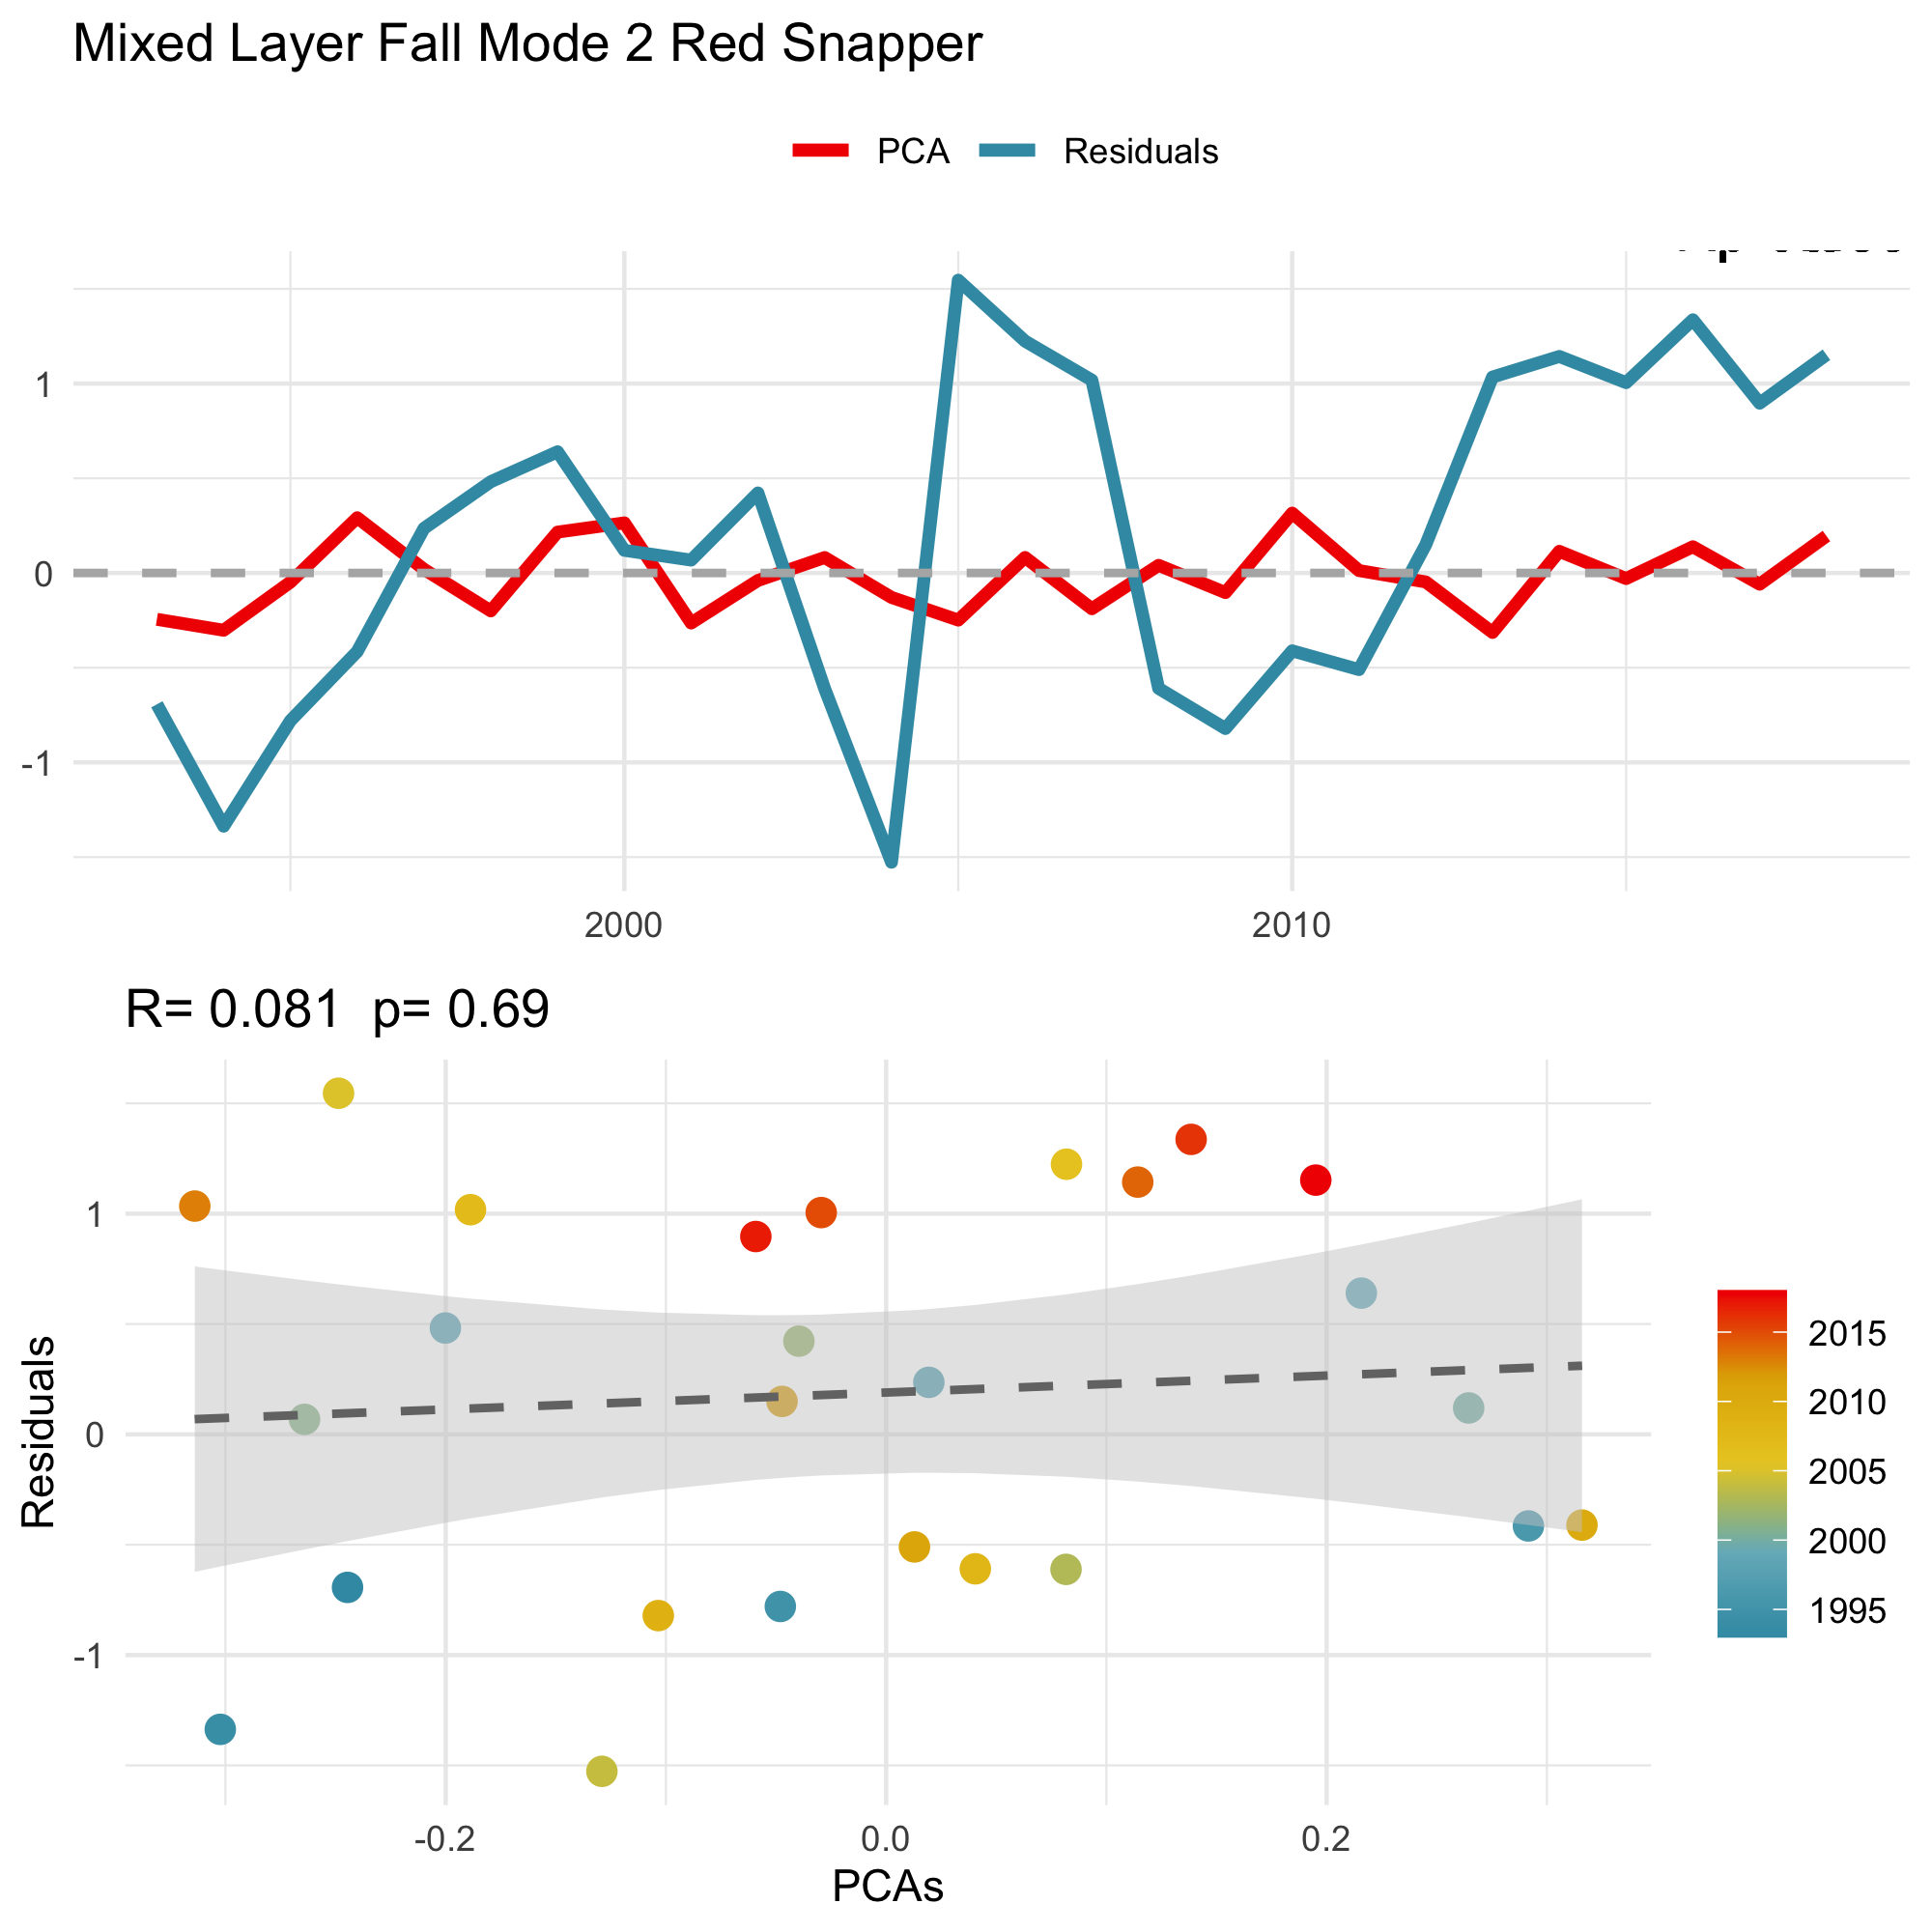 Mixed Layer Fall Mode 2 Red Snapper
PCA Residuals
1
0
-1
2000 2010
R= 0.081 p= 0.69
1
0
-1
Residuals
-0.2 0.0 0.2
PCAs
2015
2010
2005
2000
1995